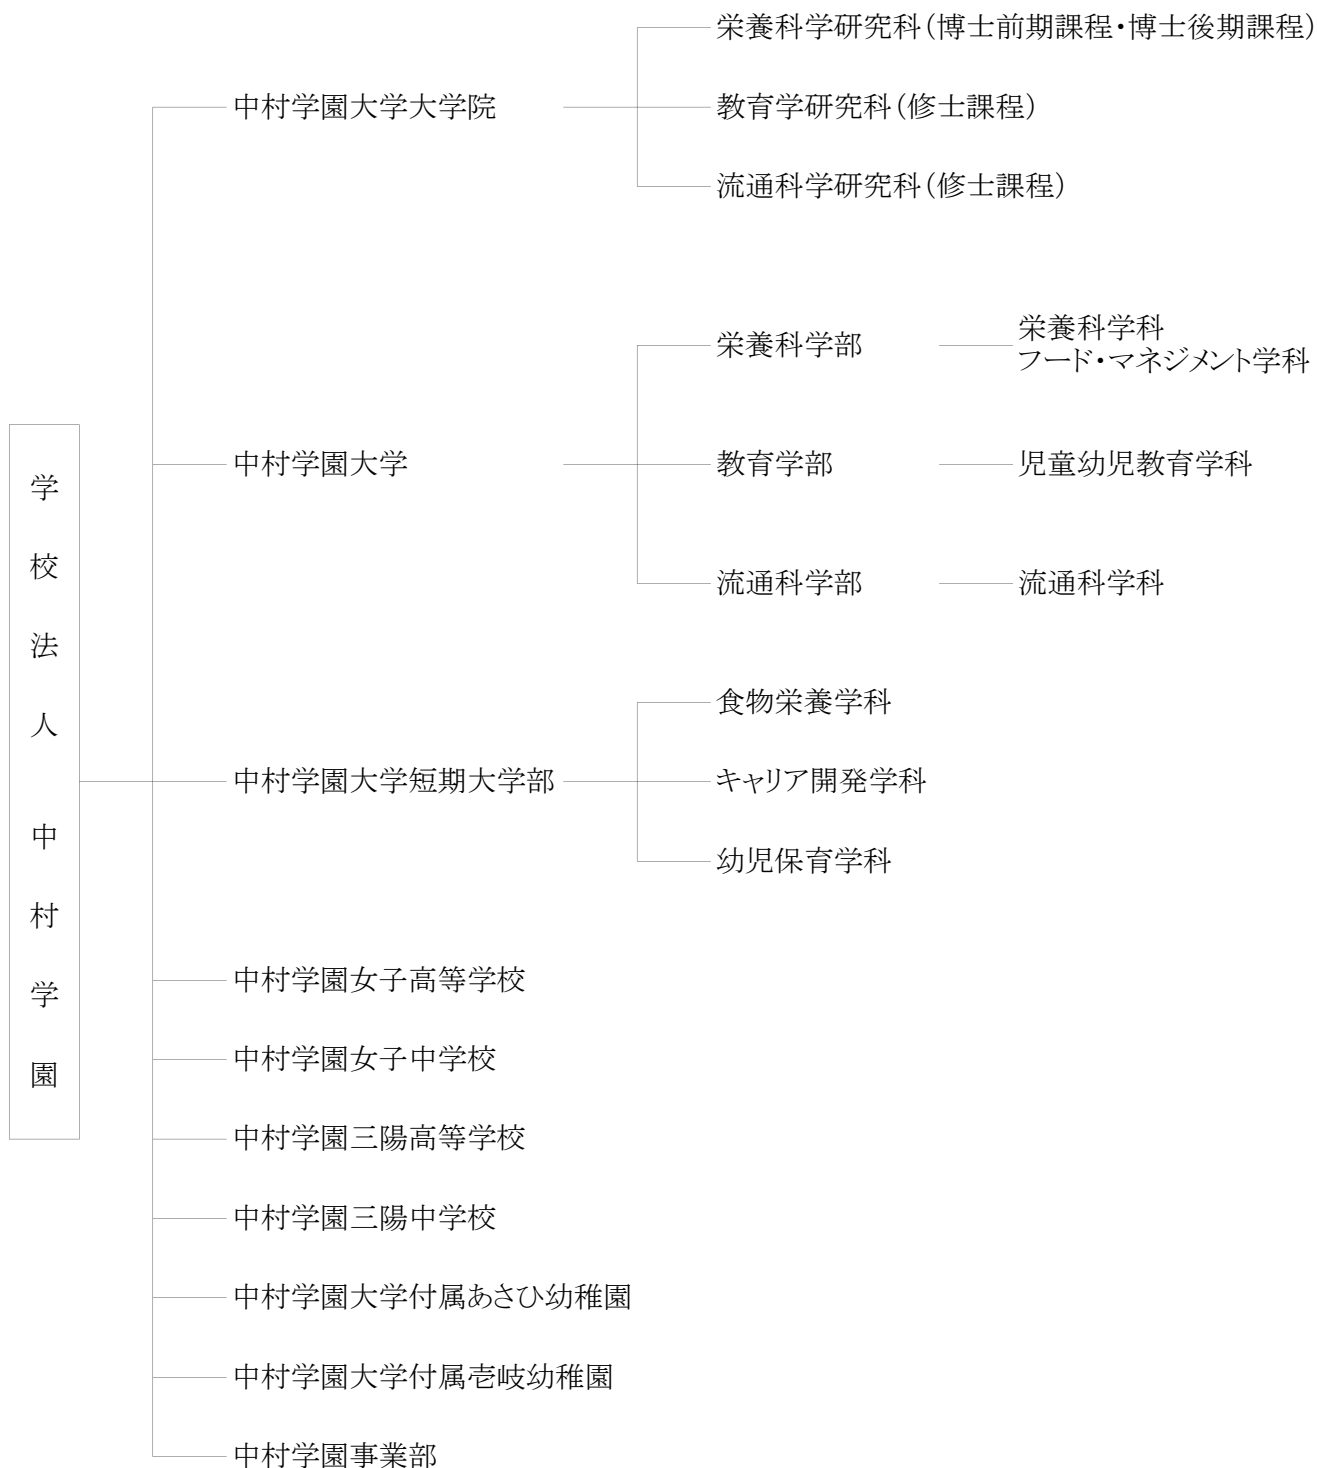 学校法人 中村学園
中村学園大学大学院
栄養科学研究科(博士前期課程・博士後期課程)
教育学研究科(修士課程)
流通科学研究科(修士課程)
中村学園大学
栄養科学部
栄養科学科
フード・マネジメント学科
教育学部
児童幼児教育学科
流通科学部
流通科学科
中村学園大学短期大学部
食物栄養学科
キャリア開発学科
幼児保育学科
中村学園女子高等学校
中村学園女子中学校
中村学園三陽高等学校
中村学園三陽中学校
中村学園大学付属あさひ幼稚園
中村学園大学付属壱岐幼稚園
中村学園事業部